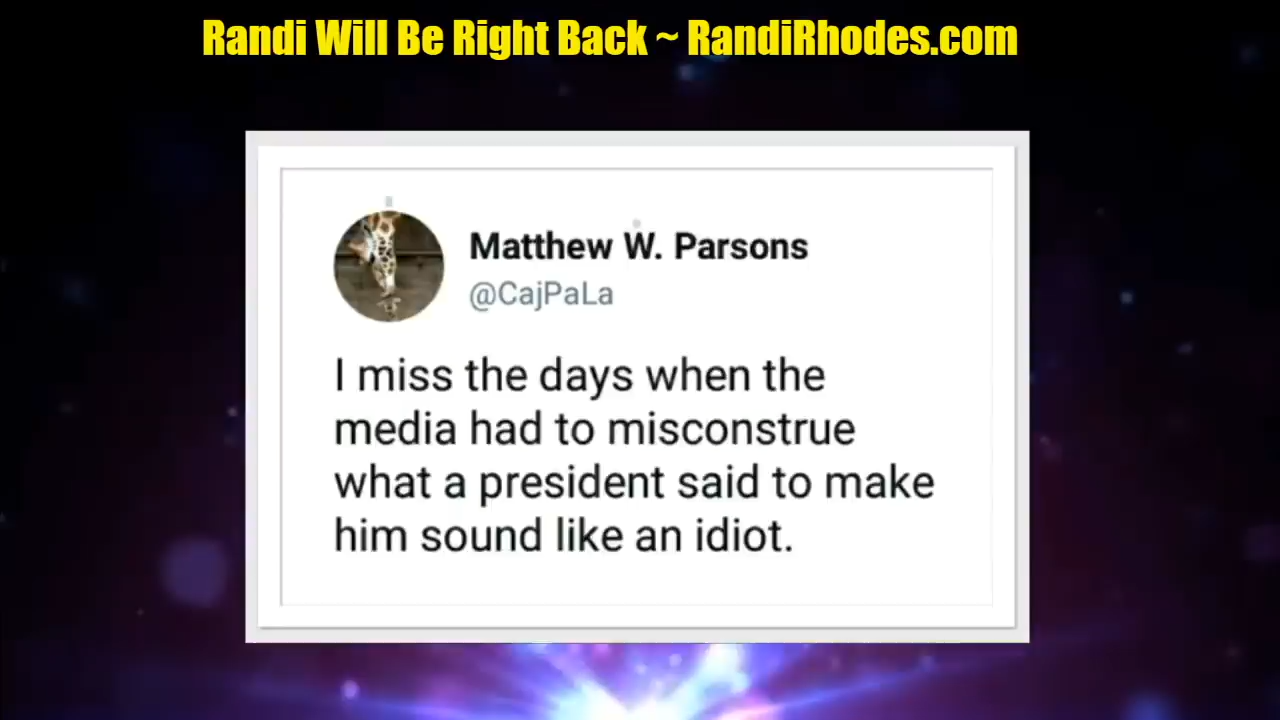 Randi Will Be Right Back ~ RandiRhodes.com
Matthew W. Parsons
@CajPaLa
I miss the days when the
media had to misconstrue
what a president said to make
him sound like an idiot.